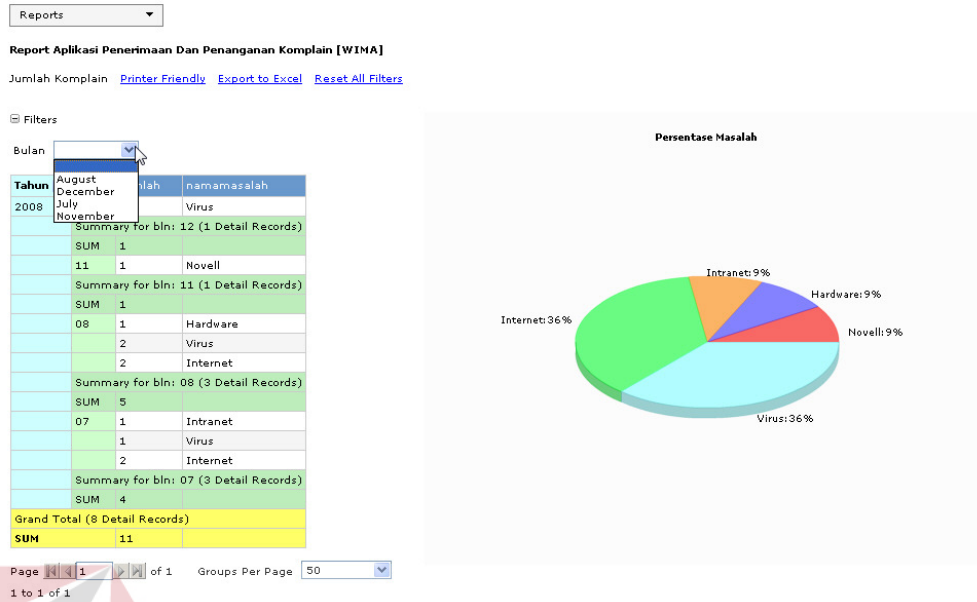 Reports
Report Aplikasi Penerimaan Dan Penanganan Komplain [WIMA]
Jumlah Komplain Printer Friendly Export to Excel Reset All Filters
Filters
Bulan
August
December
July
November
Tahun namamasalah
2008 Virus
Summary for bln: 12 (1 Detail Records)
SUM 1
11 1 Novell
Summary for bln: 11 (1 Detail Records)
SUM 1
08 1 Hardware
2 Virus
2 Internet
Summary for bln: 08 (3 Detail Records)
SUM 5
07 1 Intranet
1 Virus
2 Internet
Summary for bln: 07 (3 Detail Records)
SUM 4
Grand Total (8 Detail Records)
SUM 11
Page 1 of 1 Groups Per Page 50
1 to 1 of 1
Persentase Masalah
Intranet: 9%
Hardware: 9%
Internet: 36%
Novell: 9%
Virus: 36%